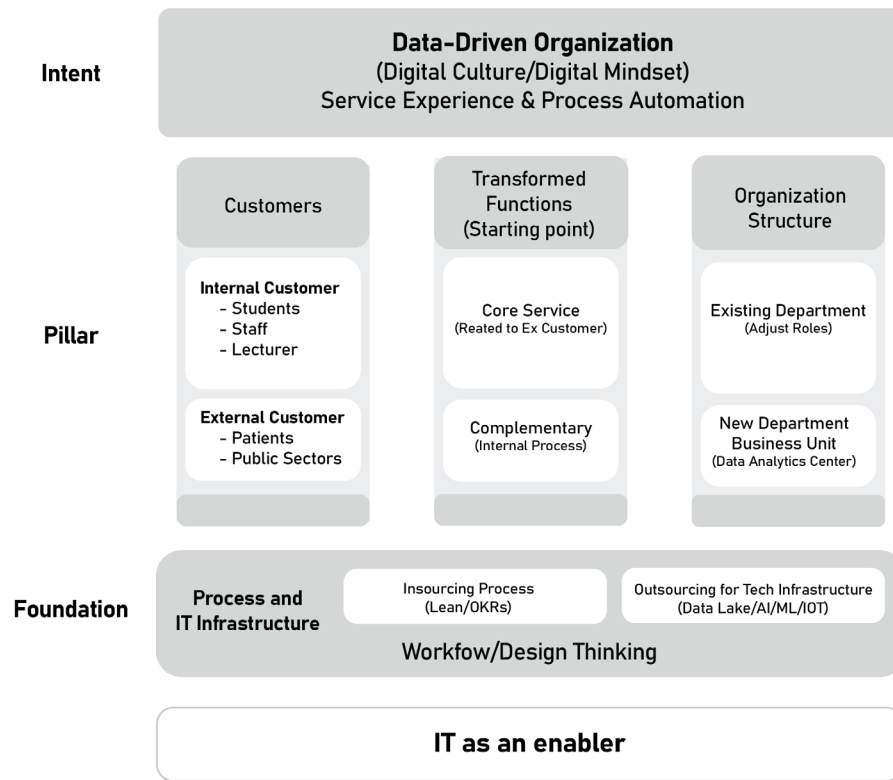 Intent
Data-Driven Organization
(Digital Culture/Digital Mindset)
Service Experience & Process Automation
Pillar
Customers
Internal Customer
- Students
- Staff
- Lecturer
External Customer
- Patients
- Public Sectors
Transformed
Functions
(Starting point)
Core Service
(Reated to Ex Customer)
Complementary
(Internal Process)
Organization
Structure
Existing Department
(Adjust Roles)
New Department
Business Unit
(Data Analytics Center)
Foundation
Process and
IT Infrastructure
Insourcing Process
(Lean/OKRs)
Outsourcing for Tech Infrastructure
(Data Lake/AI/ML/IOT)
Workfow/Design Thinking
IT as an enabler